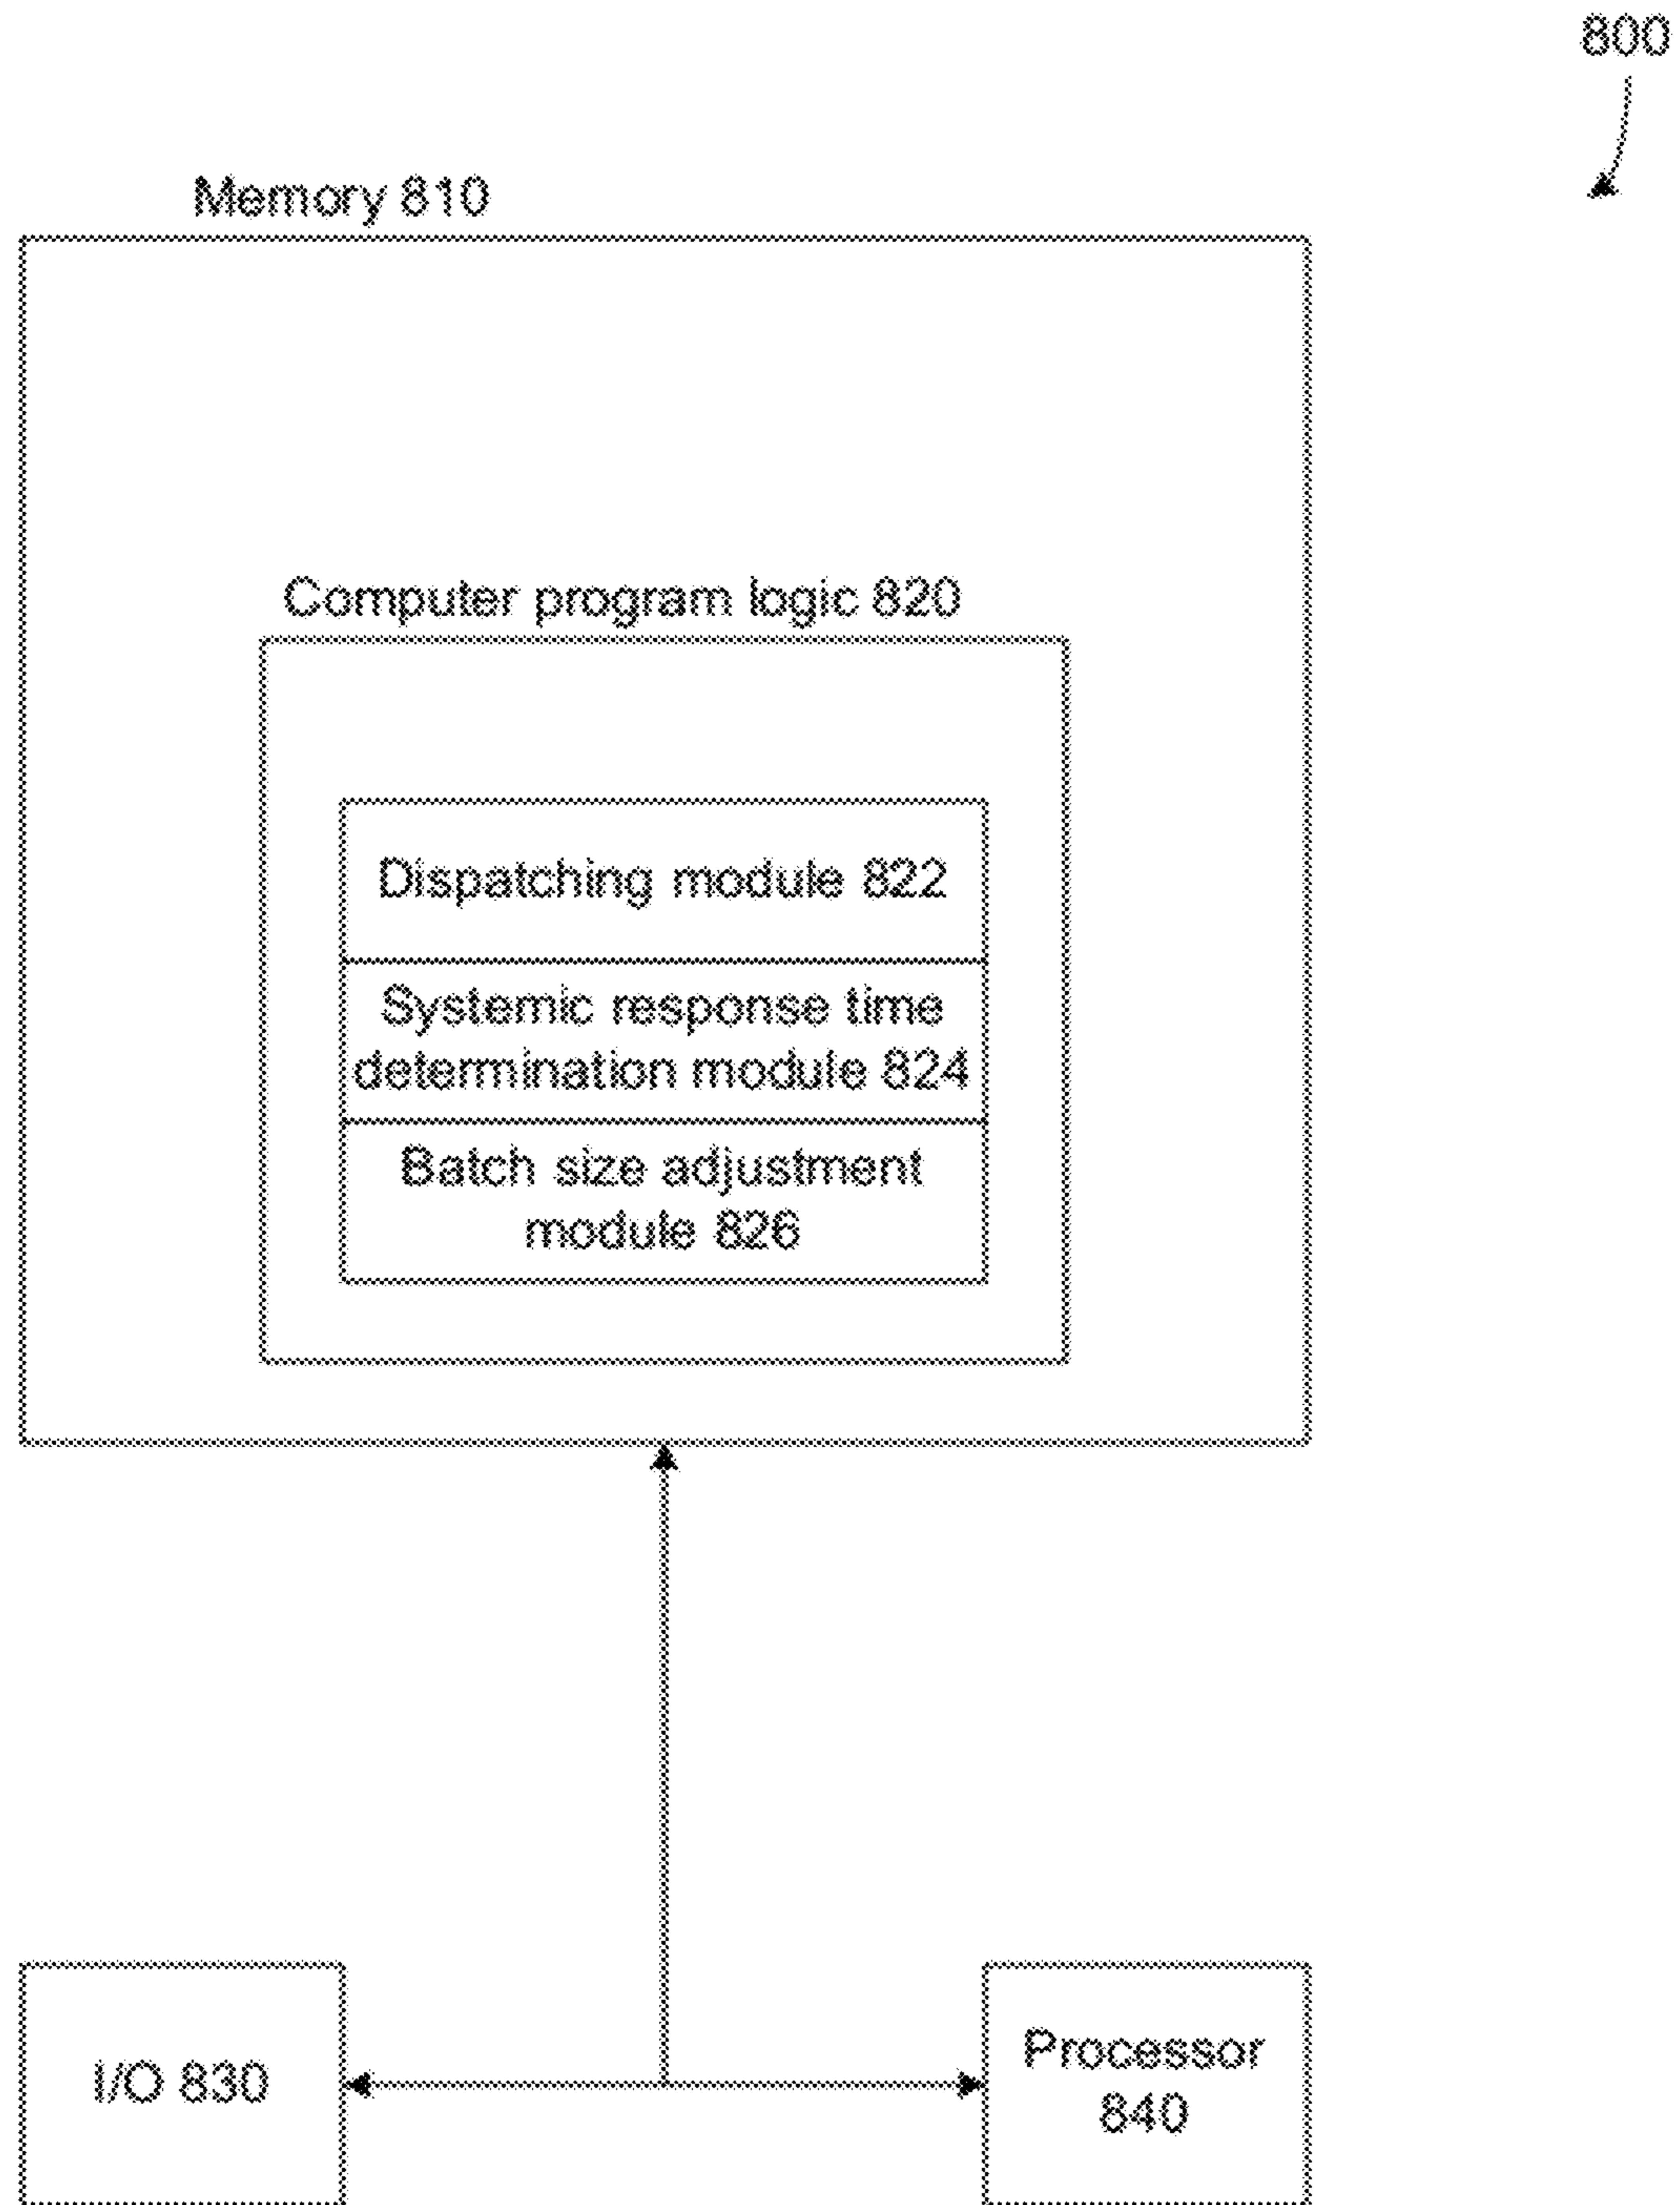 800
Memory 810
Computer program logic 820
Dispatching module 822
Systemic response time
determination module 824
Batch size adjustment
module 826
I/O 830
Processor
840